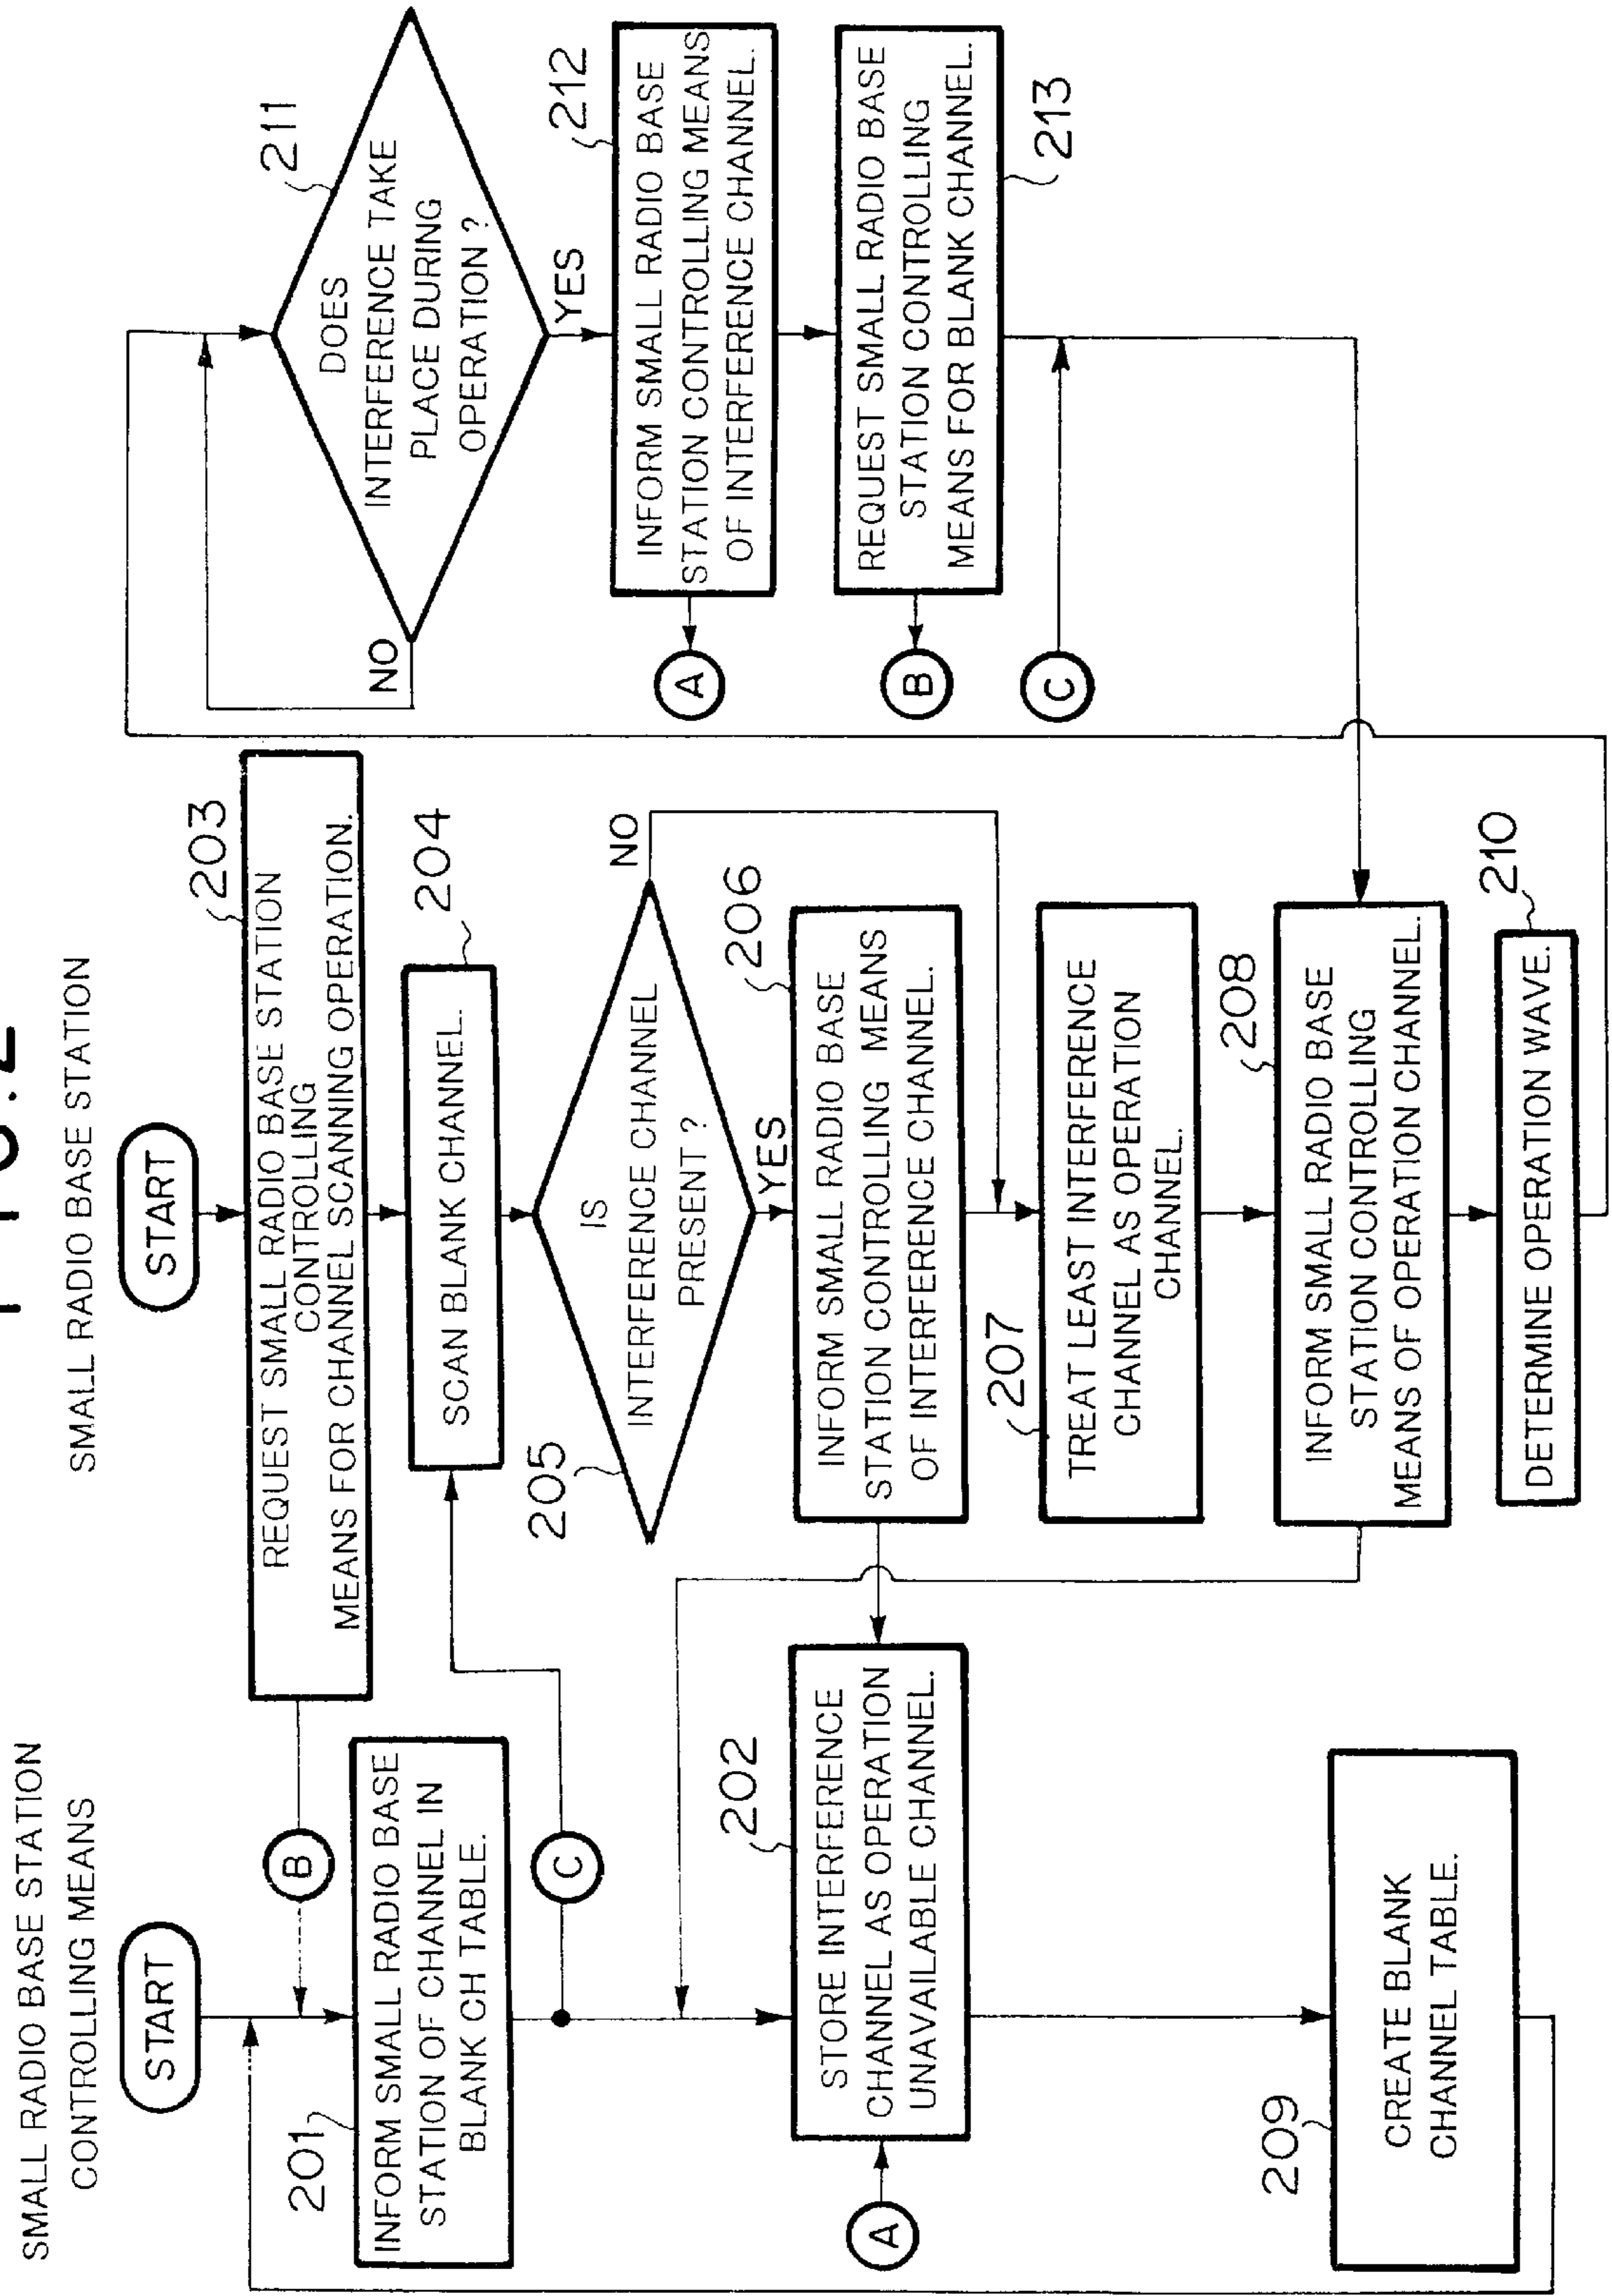 FIG. 2
SMALL RADIO BASE STATION
CONTROLLING MEANS
START
B
201
INFORM SMALL RADIO BASE
STATION OF CHANNEL IN
BLANK CH TABLE.
C
202
STORE INTERFERENCE
CHANNEL AS OPERATION
UNAVAILABLE CHANNEL.
A
209
CREATE BLANK
CHANNEL TABLE.
SMALL RADIO BASE STATION
START
203
REQUEST SMALL RADIO BASE STATION
CONTROLLING
MEANS FOR CHANNEL SCANNING OPERATION.
204
SCAN BLANK CHANNEL.
205
IS
INTERFERENCE CHANNEL
PRESENT ?
NO
YES
206
INFORM SMALL RADIO BASE
STATION CONTROLLING MEANS
OF INTERFERENCE CHANNEL.
207
TREAT LEAST INTERFERENCE
CHANNEL AS OPERATION
CHANNEL.
208
INFORM SMALL RADIO BASE
STATION CONTROLLING
MEANS OF OPERATION CHANNEL.
210
DETERMINE OPERATION WAVE.
211
DOES
INTERFERENCE TAKE
PLACE DURING
OPERATION ?
NO
YES
212
INFORM SMALL RADIO BASE
STATION CONTROLLING MEANS
OF INTERFERENCE CHANNEL.
A
REQUEST SMALL RADIO BASE
STATION CONTROLLING
MEANS FOR BLANK CHANNEL.
213
B
C